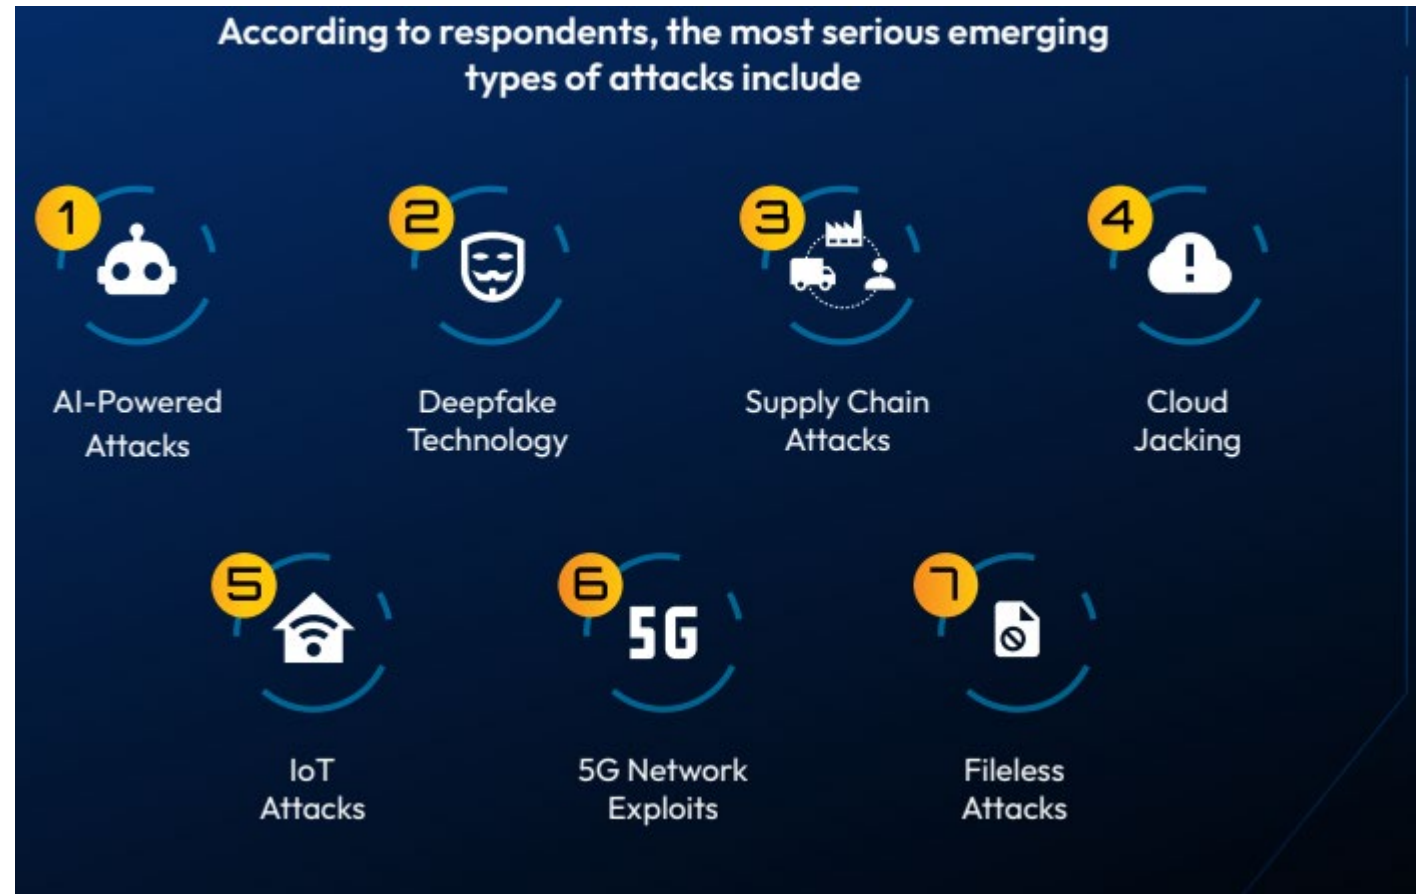 According to respondents, the most serious emerging
types of attacks include
1
AI-Powered
Attacks
2
Deepfake
Technology
3
Supply Chain
Attacks
4
Cloud
Jacking
5
IoT
Attacks
6
5G
5G Network
Exploits
7
Fileless
Attacks